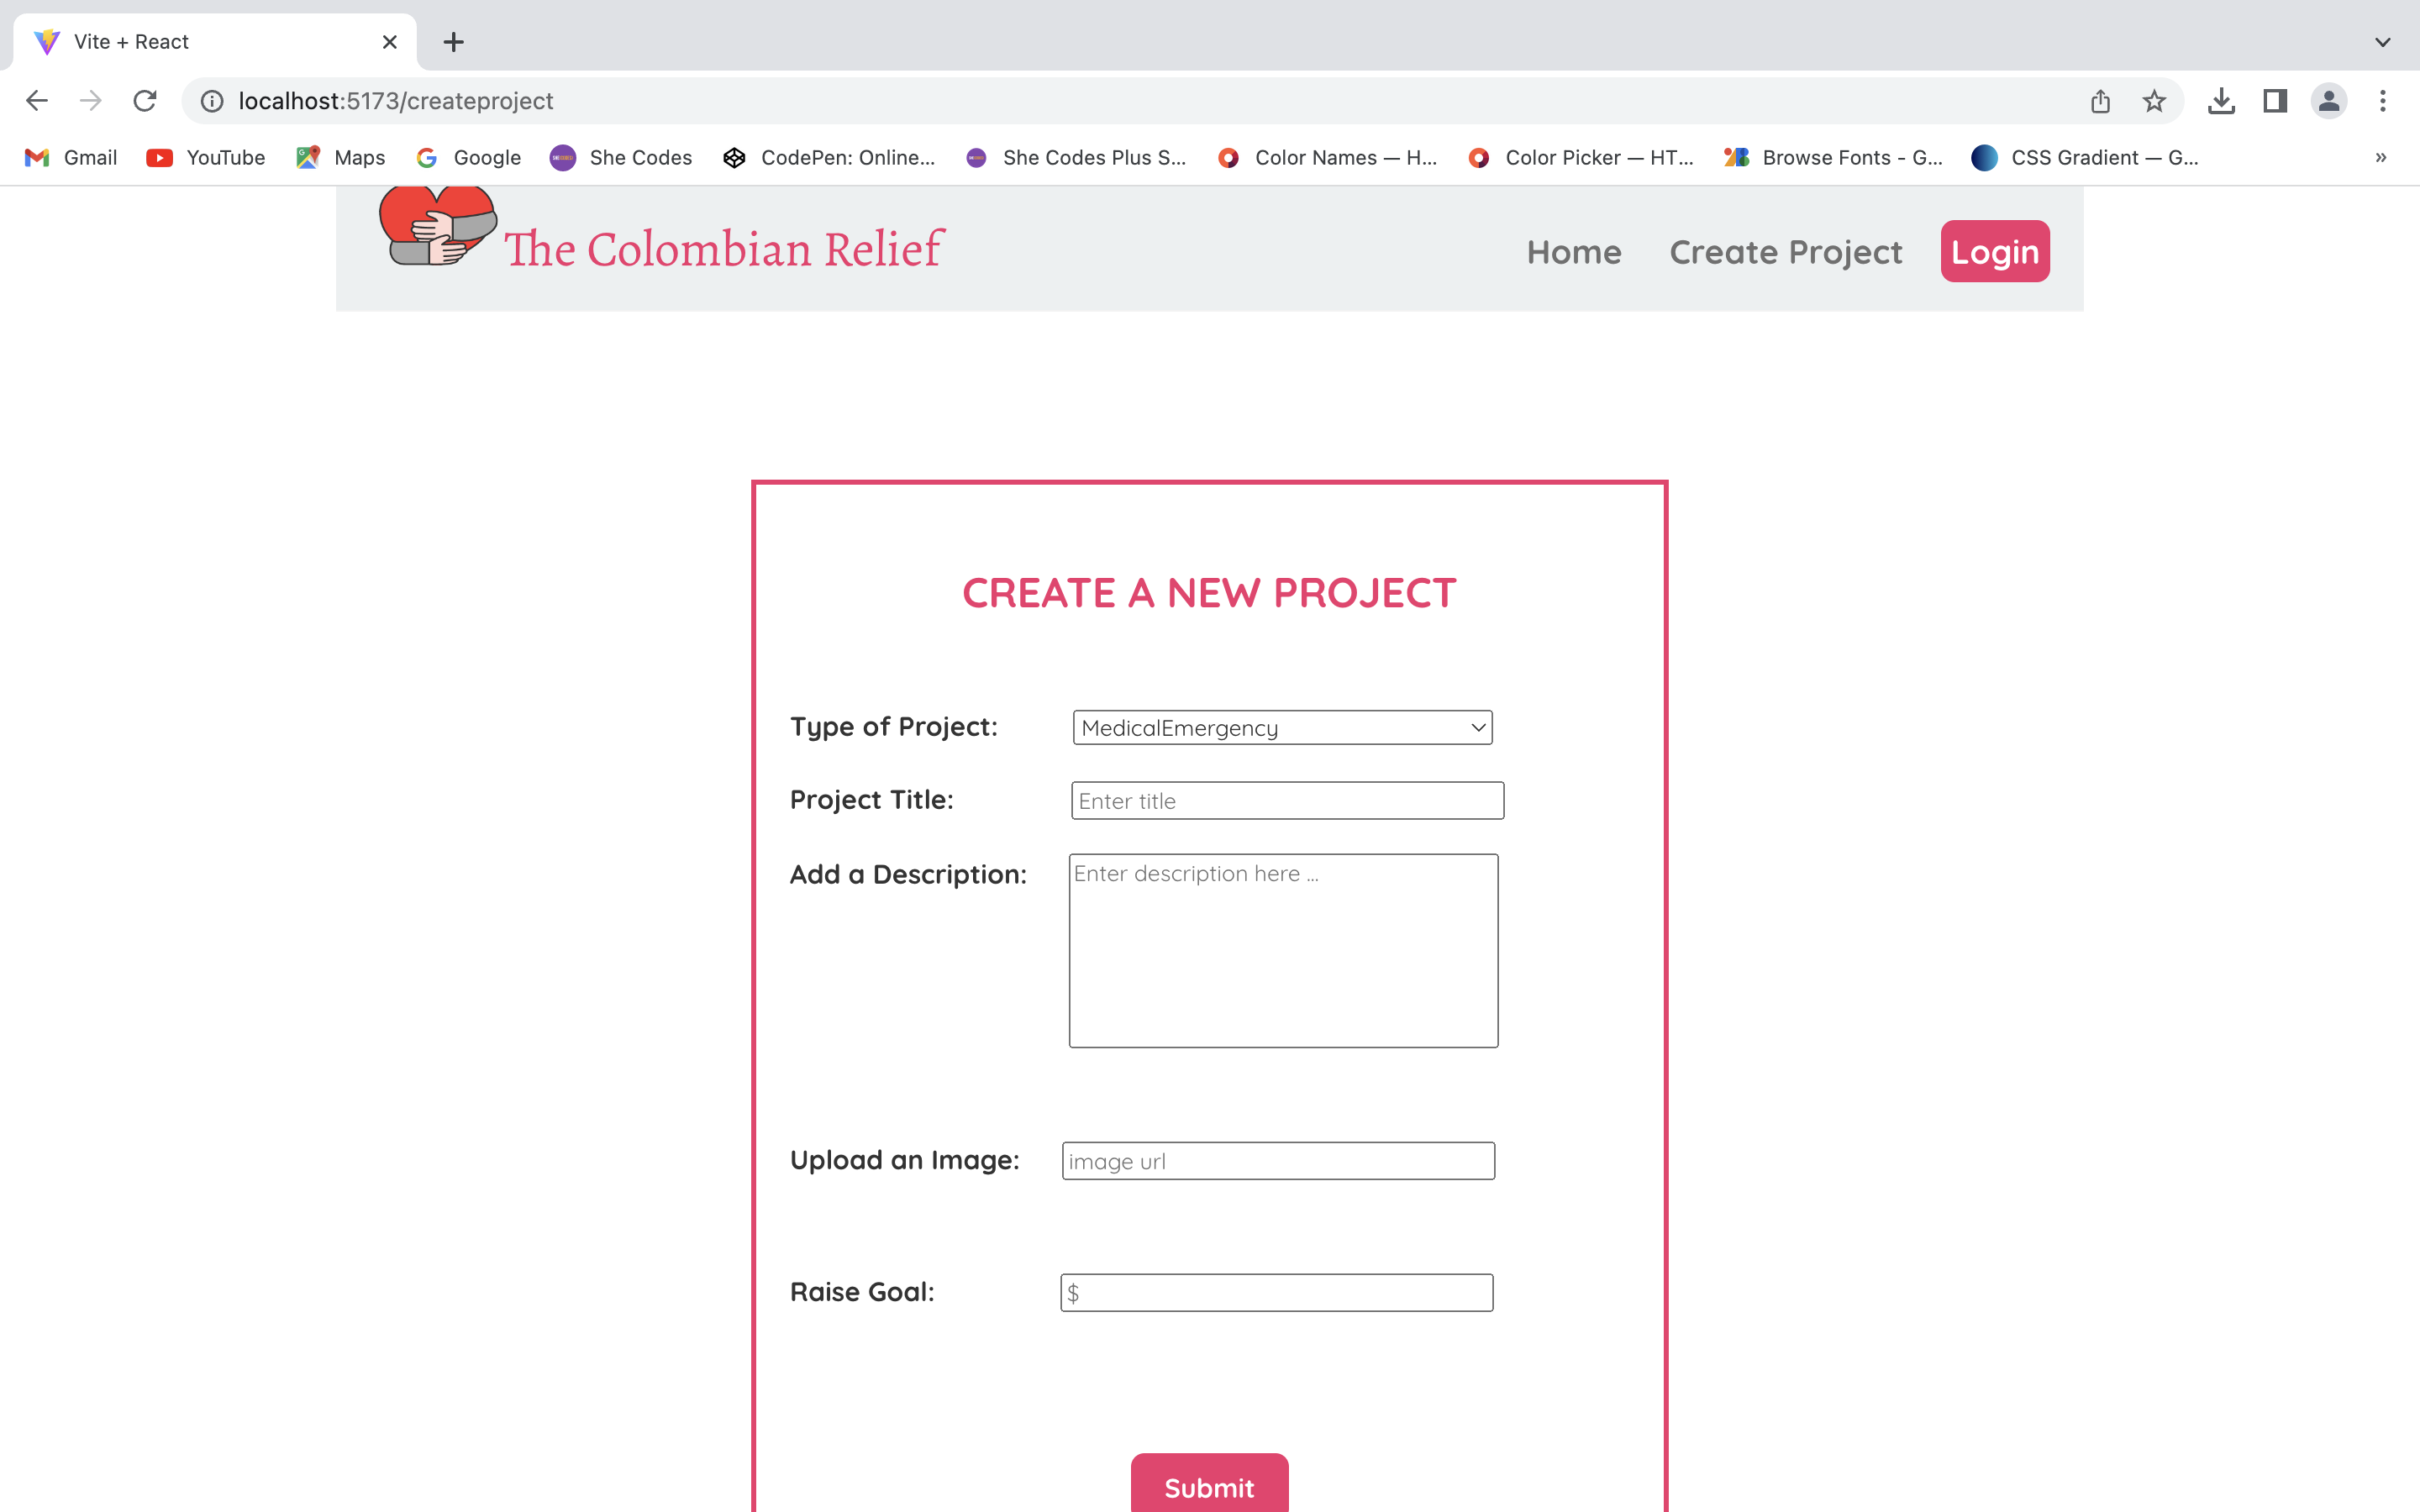 Vite + React
localhost:5173/createproject
Gmail YouTube Maps Google She Codes CodePen: Online... She Codes Plus S... Color Names — H... Color Picker — HT... Browse Fonts - G... CSS Gradient — G... »
The Colombian Relief Home Create Project Login
CREATE A NEW PROJECT
Type of Project: MedicalEmergency
Project Title: Enter title
Add a Description: Enter description here ...
Upload an Image: image url
Raise Goal: $
Submit